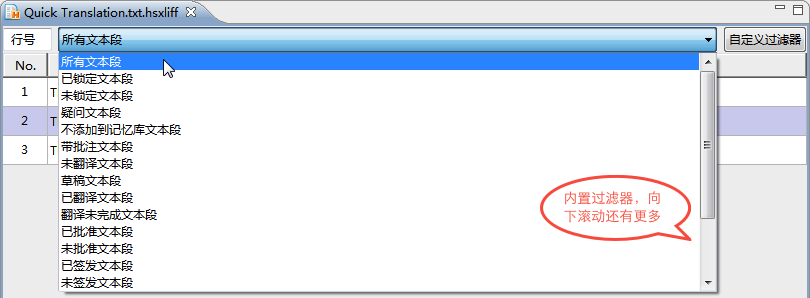 Quick Translation.txt.hsxliff
行号
所有文本段
自定义过滤器
No.
所有文本段
已锁定文本段
1 T
未锁定文本段
疑问文本段
2 T
不添加到记忆库文本段
带批注文本段
3 T
未翻译文本段
草稿文本段
已翻译文本段
翻译未完成文本段
已批准文本段
未批准文本段
已签发文本段
未签发文本段
内置过滤器，向
下滚动还有更多